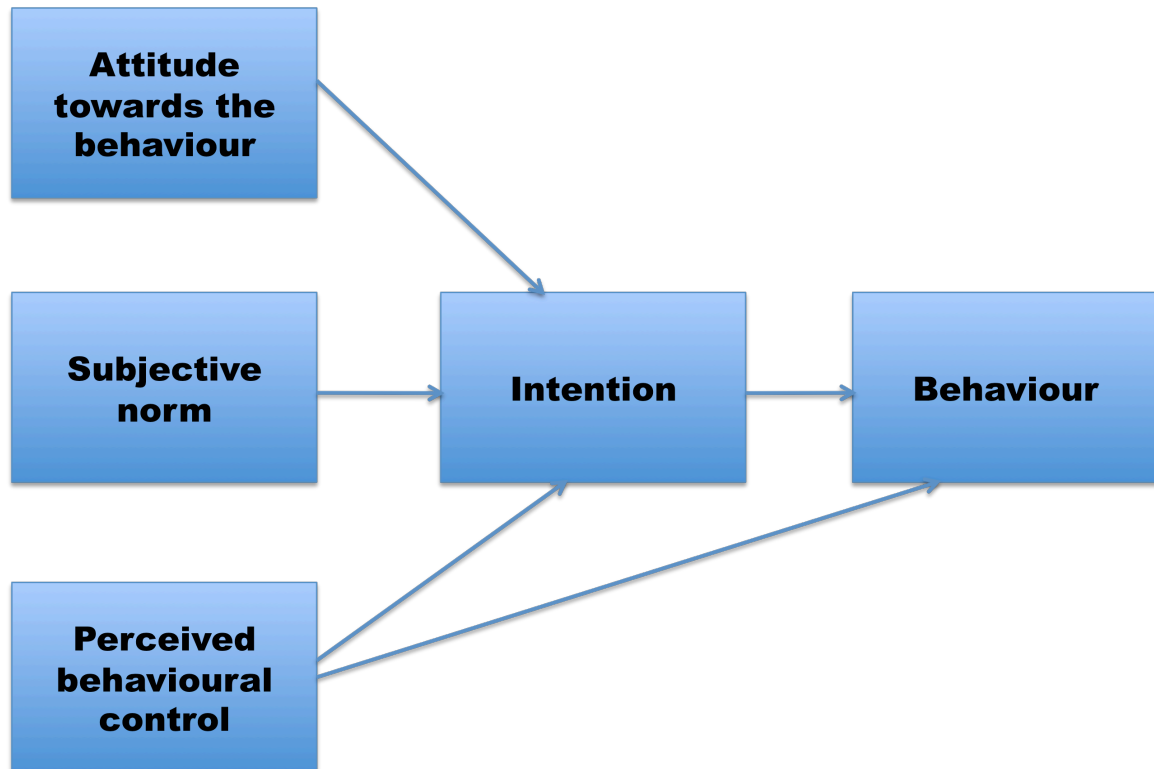 Attitude
towards the
behaviour
Subjective
norm
Intention
Behaviour
Perceived
behavioural
control